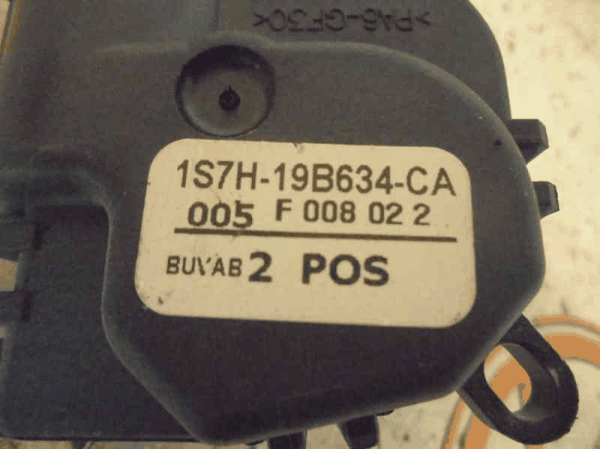 >PA6-GF30<
1S7H-19B634-CA
005 F 008 02 2
BUVAB 2 POS